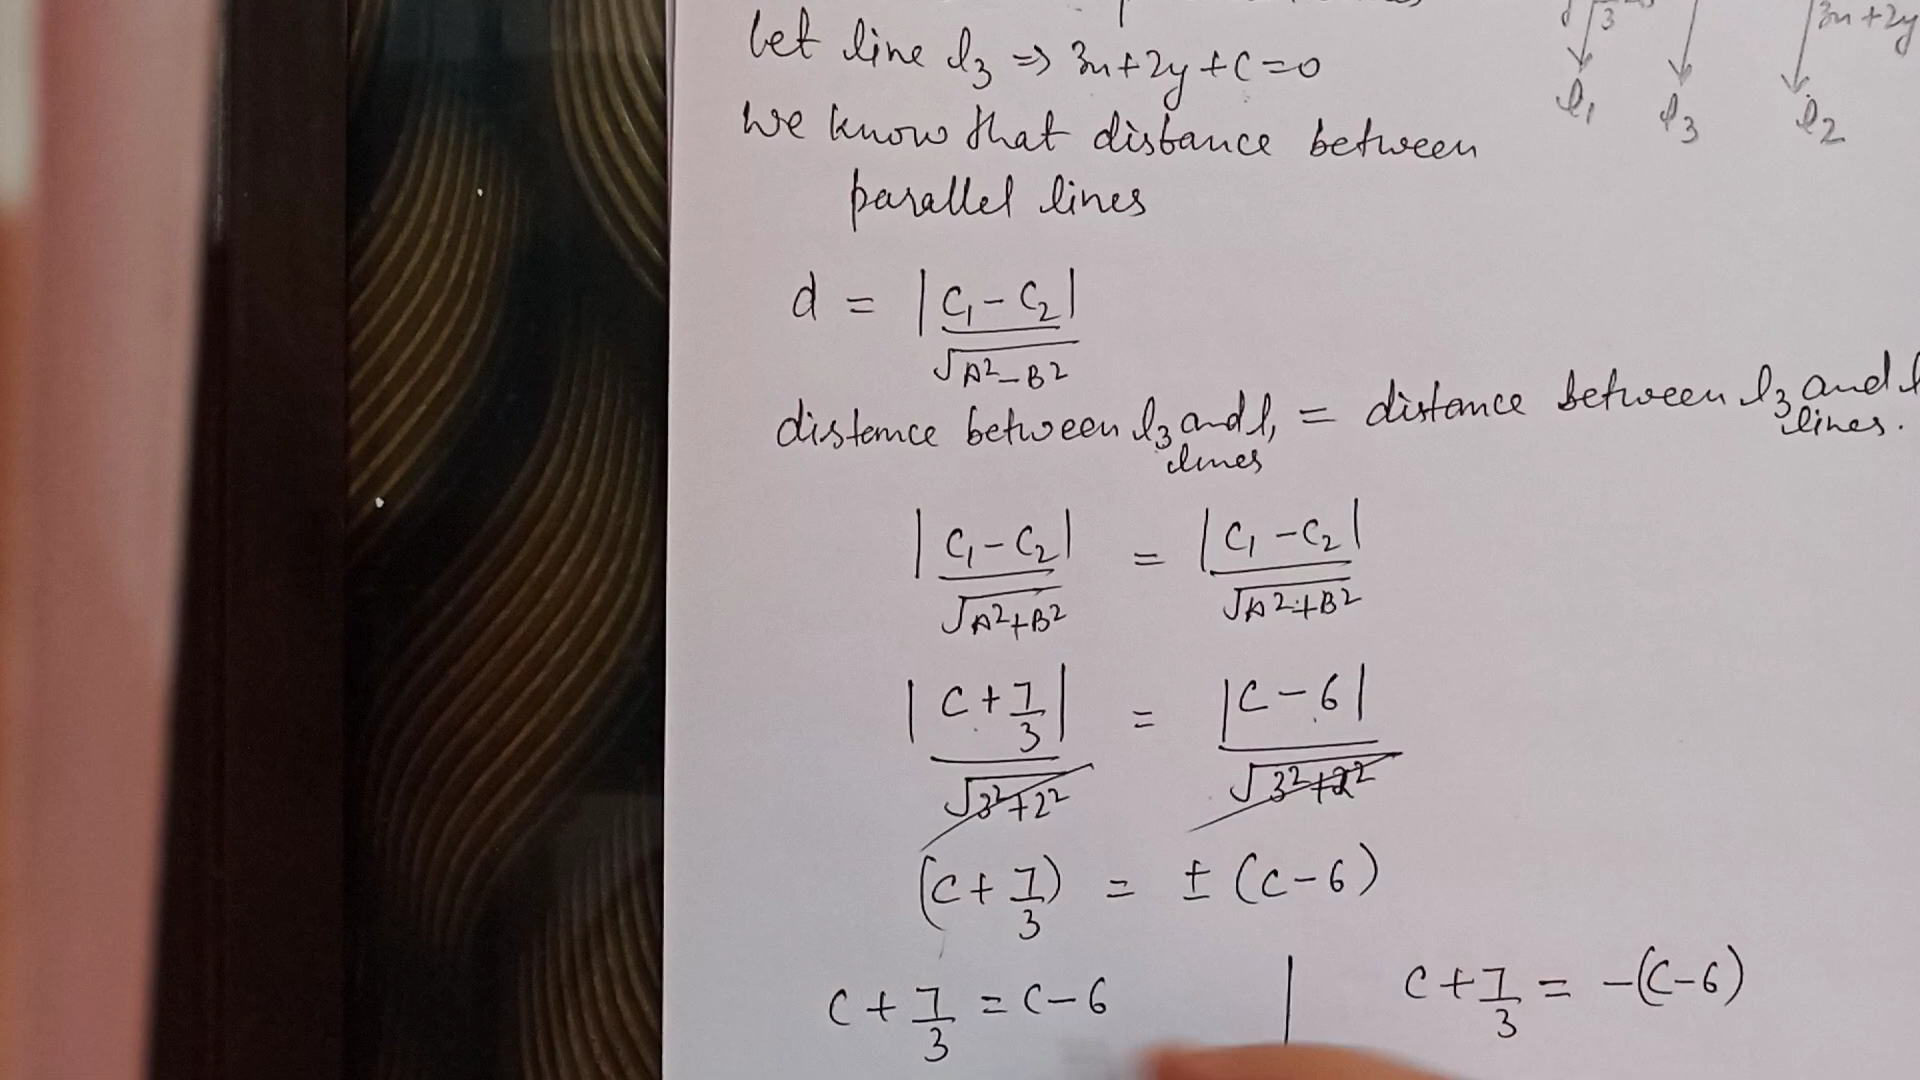 let line l₃ ⇒ 3x+2y+c=0
3x+2y
l₁ l₃ l₂
We know that distance between
parallel lines
d = |C₁-C₂| / √A²-B²
distance between l₃ and l₁ lines = distance between l₃ and l lines.
|C₁-C₂| / √A²+B² = |C₁-C₂| / √A²+B²
|C+7/3| / √3²+2² = |C-6| / √3²+2²
(C+7/3) = ± (C-6)
C+7/3 = C-6 | C+7/3 = -(C-6)